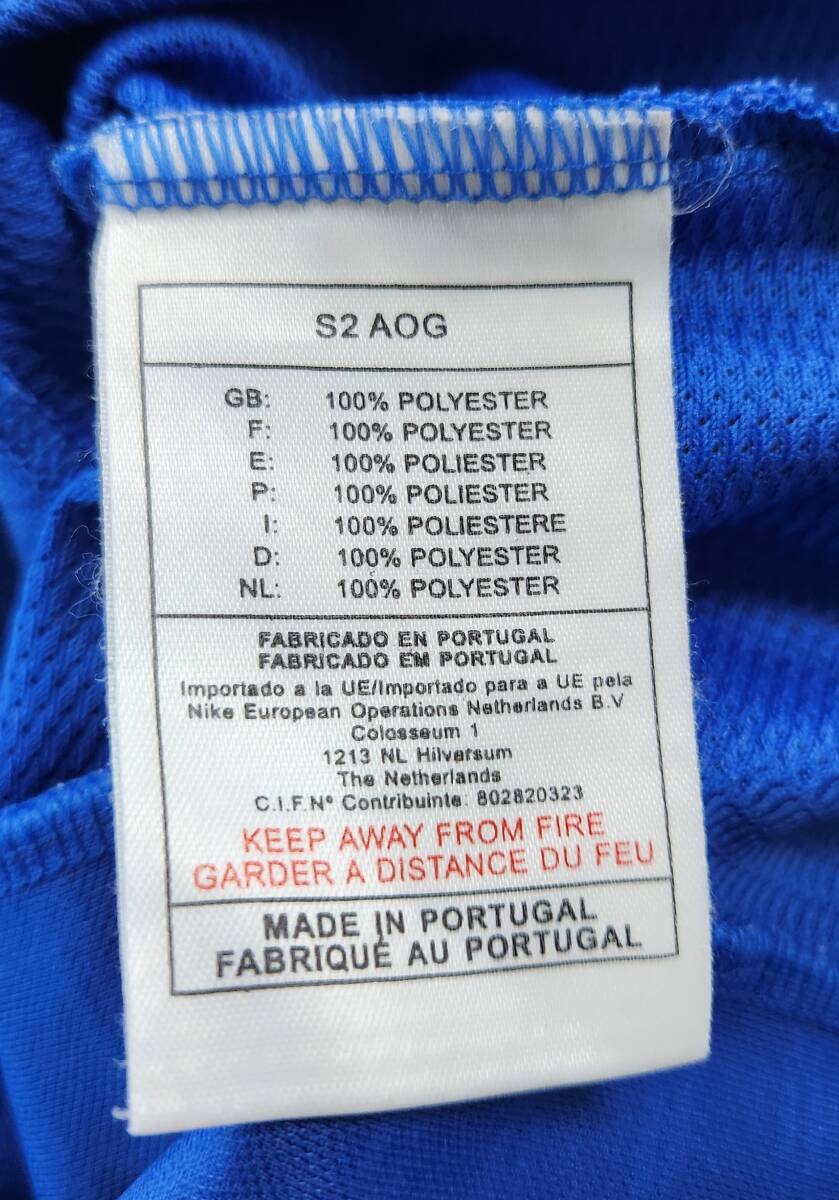 S2 AOG
GB: 100% POLYESTER
F: 100% POLYESTER
E: 100% POLIESTER
P: 100% POLIESTER
I: 100% POLIESTERE
D: 100% POLYESTER
NL: 100% POLYESTER
FABRICADO EN PORTUGAL
FABRICADO EM PORTUGAL
Importado a la UE/Importado para a UE pela
Nike European Operations Netherlands B.V
Colosseum 1
1213 NL Hilversum
The Netherlands
C.I.F.Nº Contribuinte: 802820323
KEEP AWAY FROM FIRE
GARDER A DISTANCE DU FEU
MADE IN PORTUGAL
FABRIQUÉ AU PORTUGAL